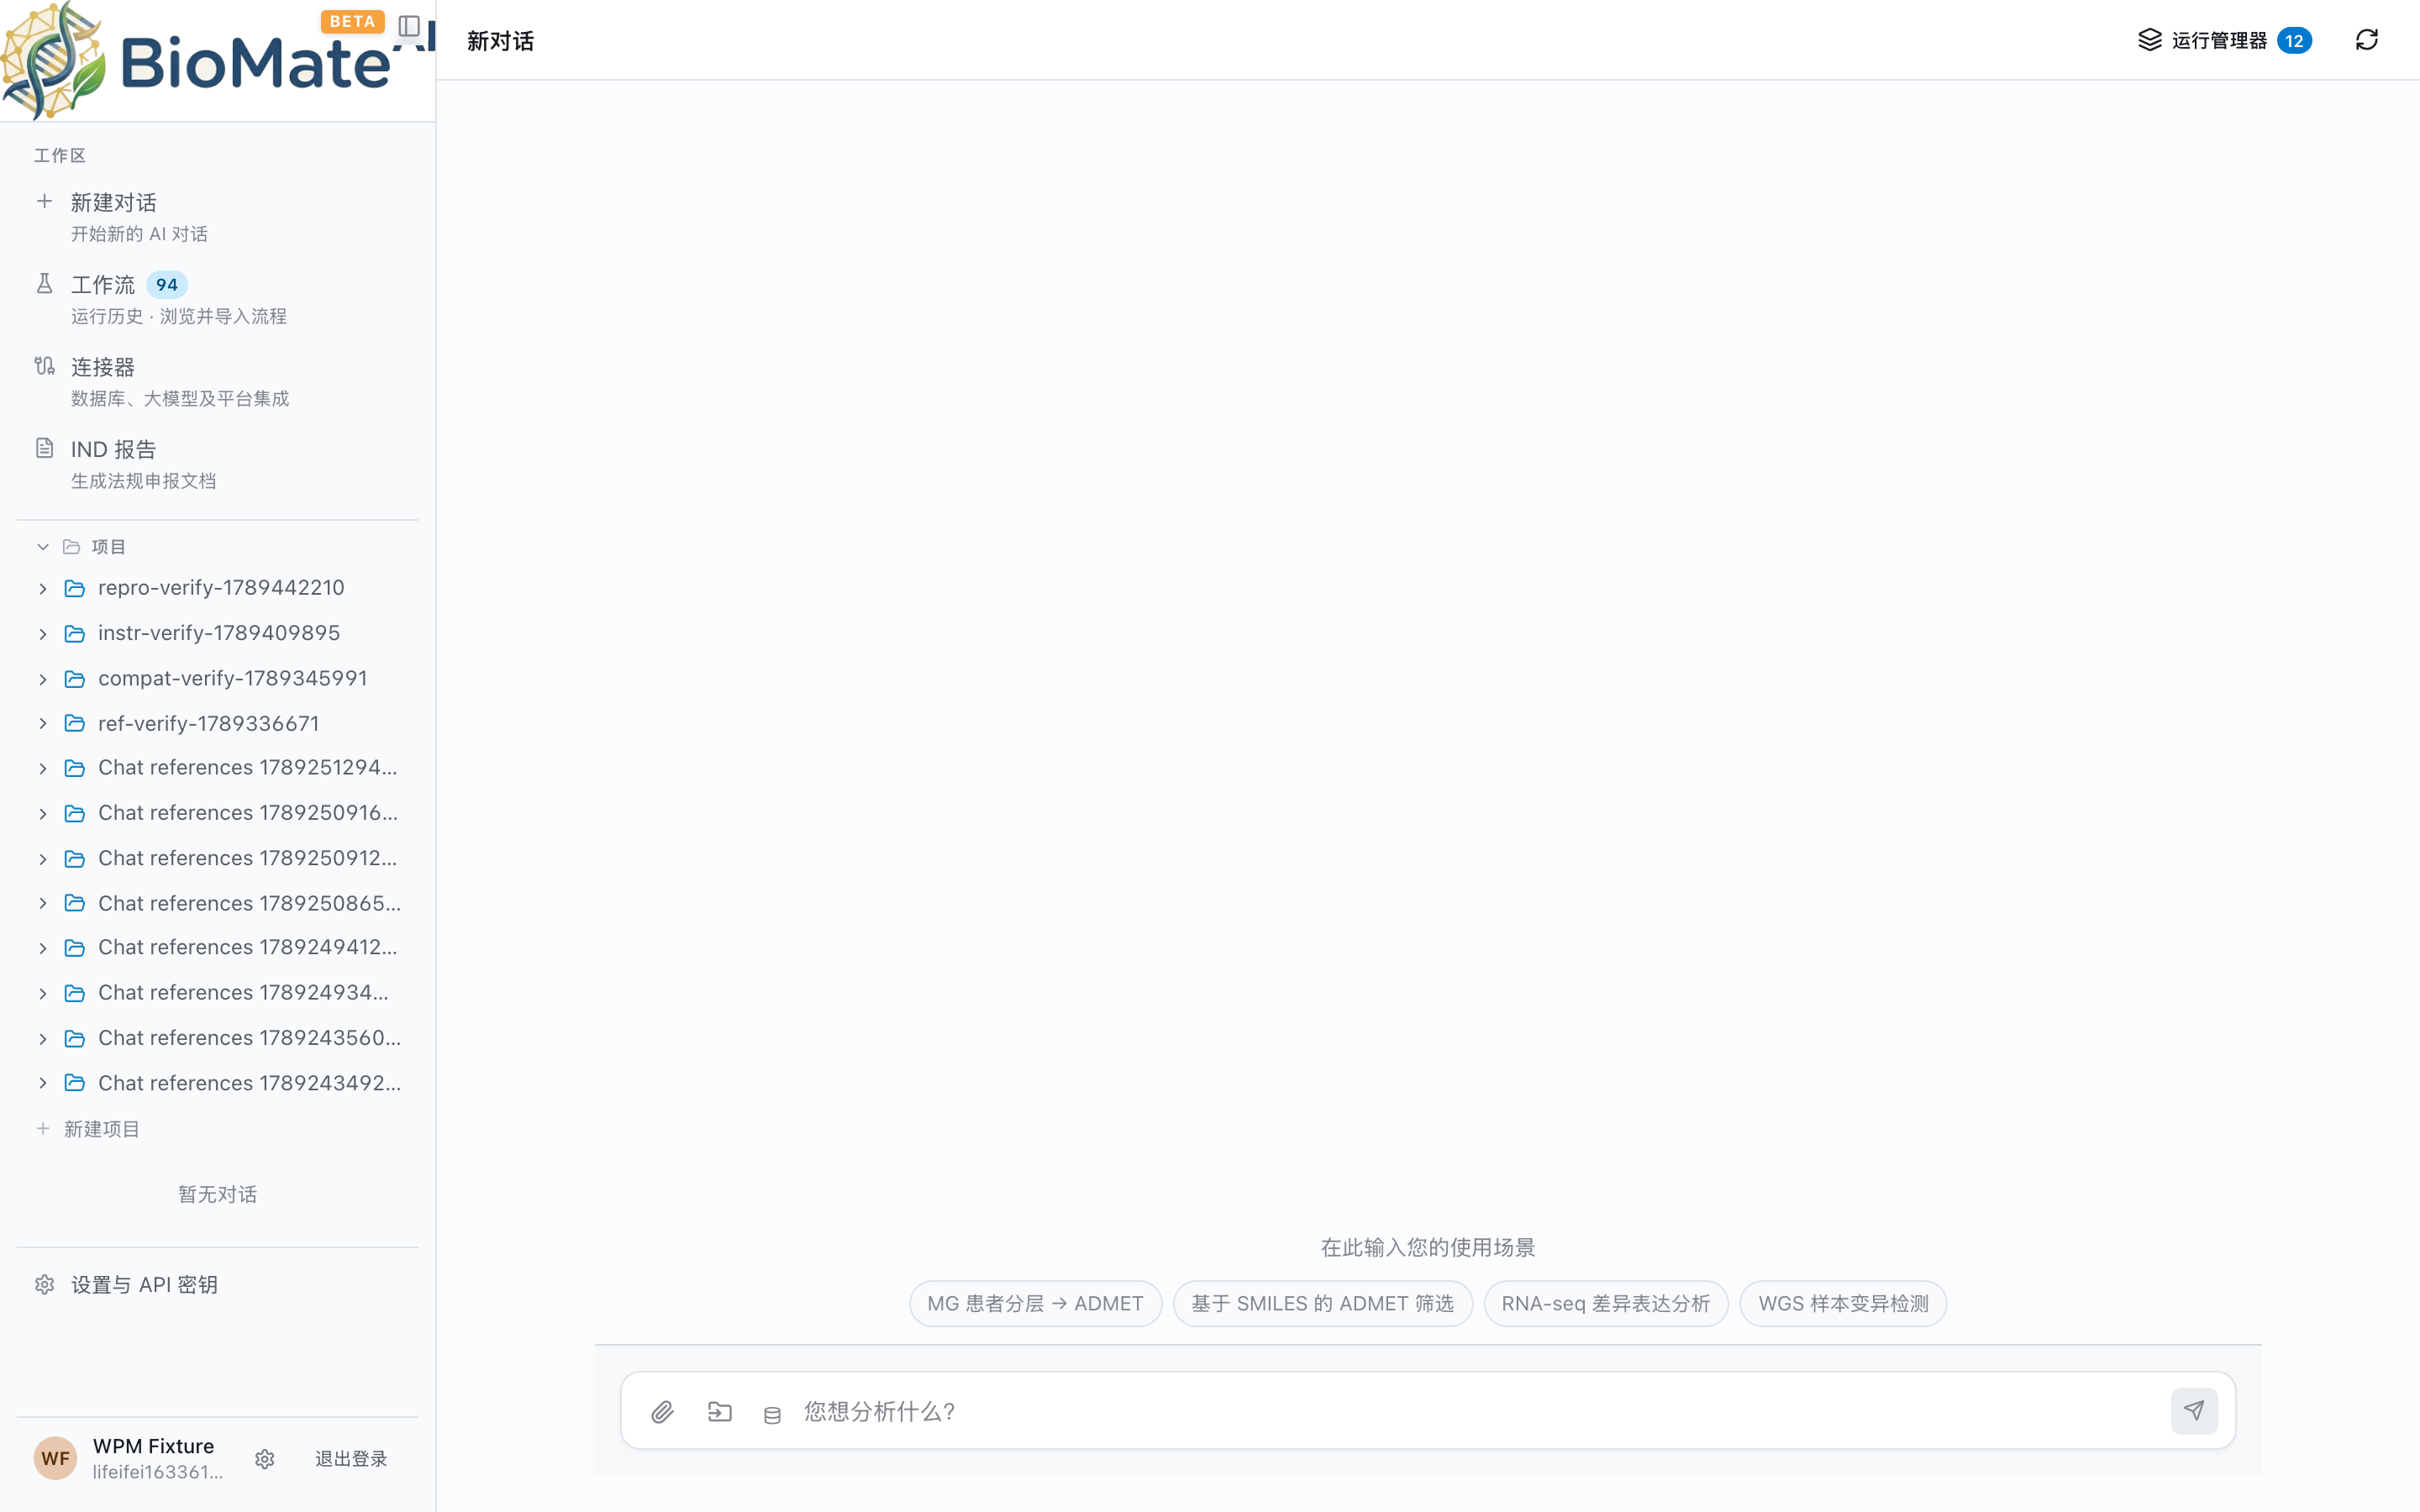 BioMate AI
BETA
工作区
新建对话
开始新的 AI 对话
工作流 94
运行历史 · 浏览并导入流程
连接器
数据库、大模型及平台集成
IND 报告
生成法规申报文档
项目
repro-verify-1789442210
instr-verify-1789409895
compat-verify-1789345991
ref-verify-1789336671
Chat references 1789251294...
Chat references 1789250916...
Chat references 1789250912...
Chat references 1789250865...
Chat references 1789249412...
Chat references 178924934...
Chat references 1789243560...
Chat references 1789243492...
新建项目
暂无对话
设置与 API 密钥
WF
WPM Fixture
lifeifei163361...
退出登录
新对话
运行管理器 12
在此输入您的使用场景
MG 患者分层 → ADMET
基于 SMILES 的 ADMET 筛选
RNA-seq 差异表达分析
WGS 样本变异检测
您想分析什么?